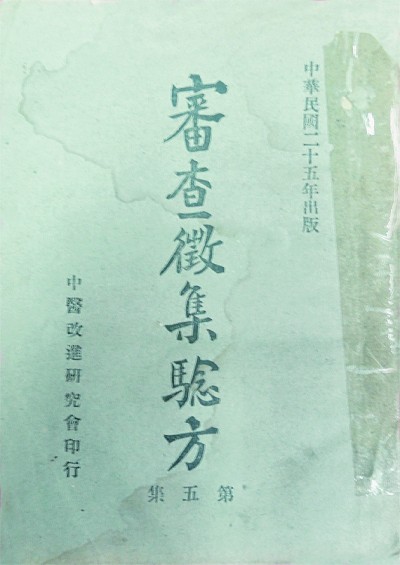 中華民國二十五年出版
審查徵集騐方
第五集
中醫改進研究會印行